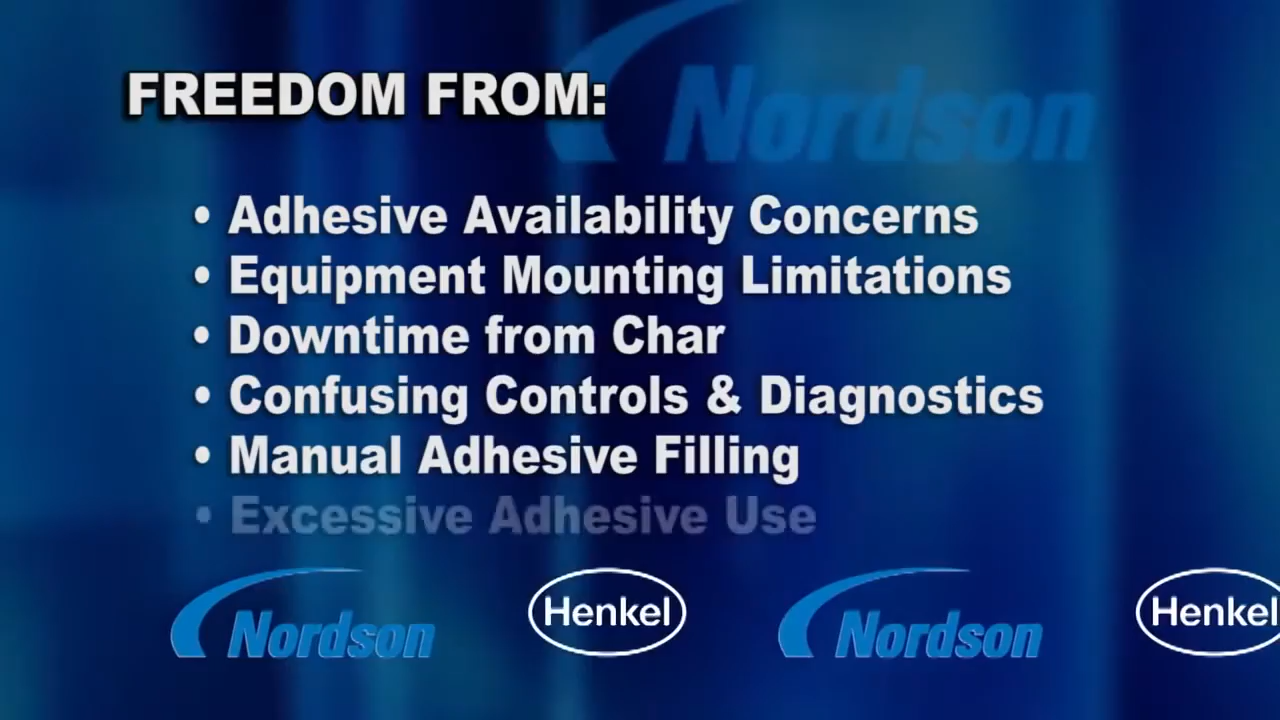 Nordson
FREEDOM FROM:
• Adhesive Availability Concerns
• Equipment Mounting Limitations
• Downtime from Char
• Confusing Controls & Diagnostics
• Manual Adhesive Filling
• Excessive Adhesive Use
Nordson Henkel Nordson Henkel